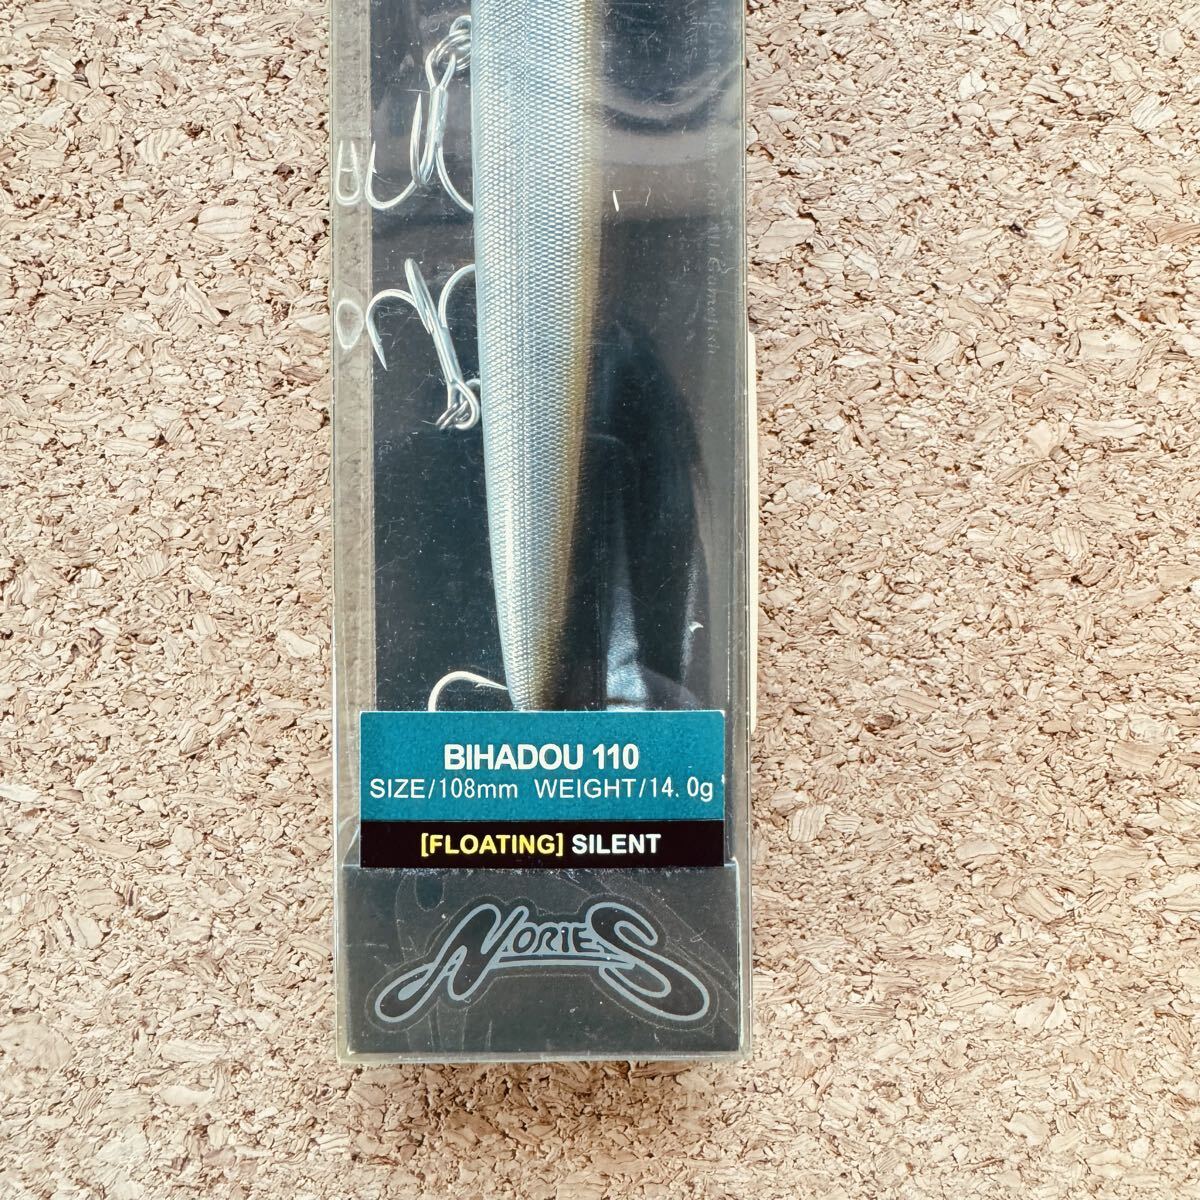 BIHADOU 110
SIZE/108mm WEIGHT/14.0g
[FLOATING] SILENT
NORIES